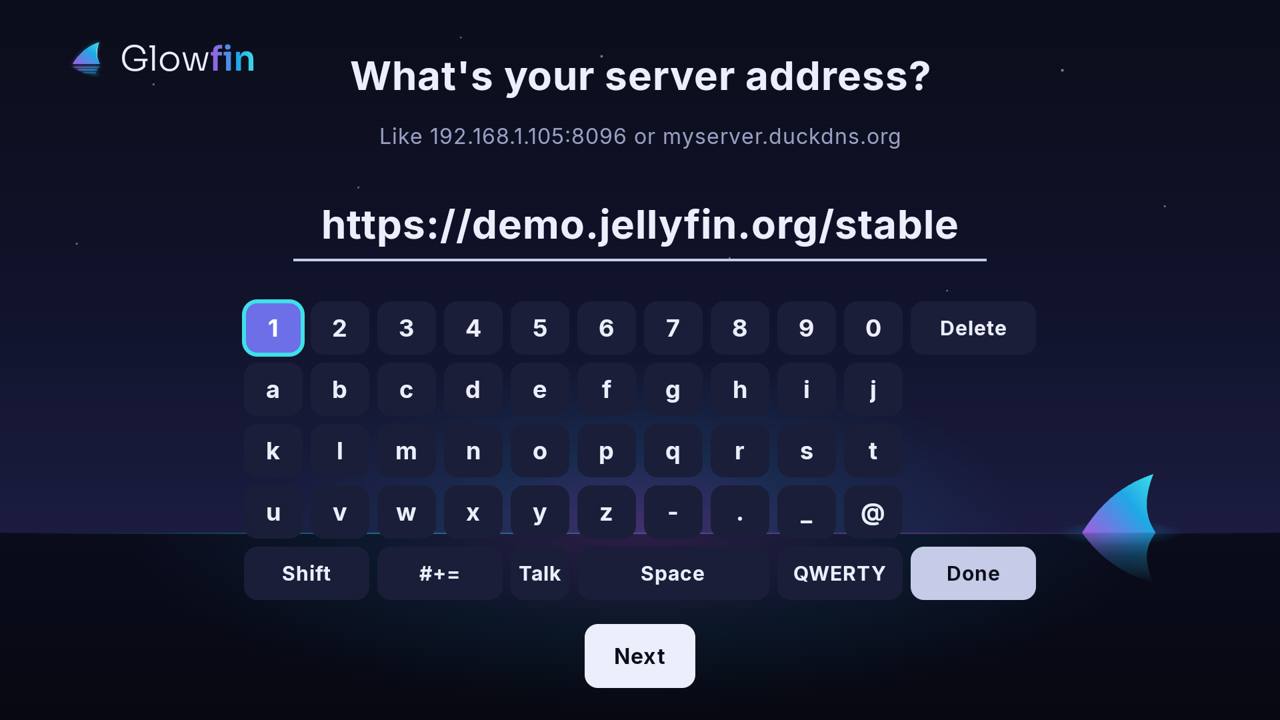 Glowfin
What's your server address?
Like 192.168.1.105:8096 or myserver.duckdns.org
https://demo.jellyfin.org/stable
1 2 3 4 5 6 7 8 9 0 Delete
a b c d e f g h i j
k l m n o p q r s t
u v w x y z - . _ @
Shift #+= Talk Space QWERTY Done
Next